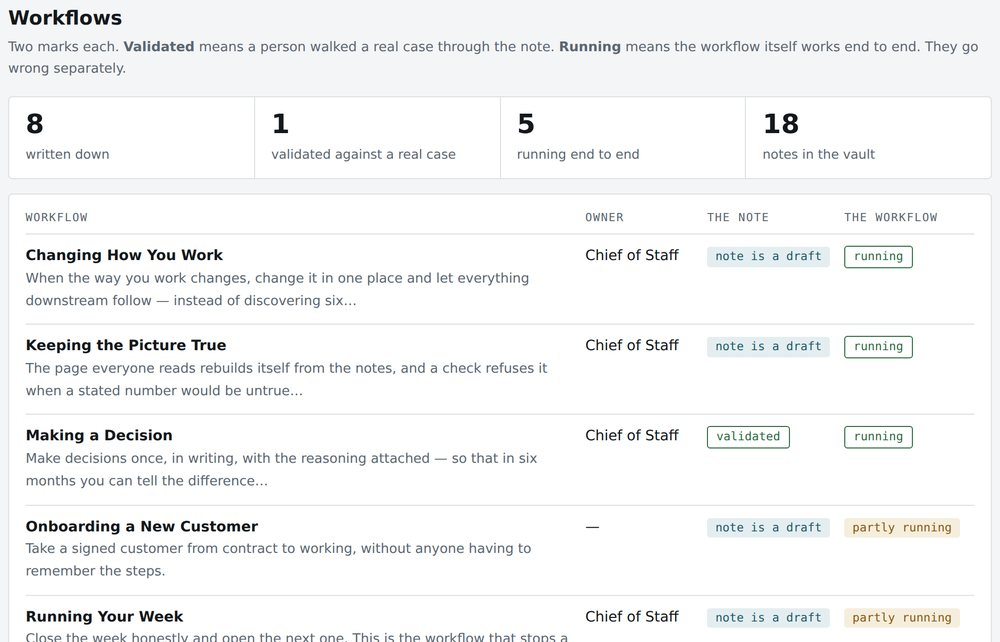 Workflows
Two marks each. Validated means a person walked a real case through the note. Running means the workflow itself works end to end. They go
wrong separately.
8
written down
1
validated against a real case
5
running end to end
18
notes in the vault
WORKFLOW OWNER THE NOTE THE WORKFLOW
Changing How You Work Chief of Staff note is a draft running
When the way you work changes, change it in one place and let everything
downstream follow — instead of discovering six…
Keeping the Picture True Chief of Staff note is a draft running
The page everyone reads rebuilds itself from the notes, and a check refuses it
when a stated number would be untrue…
Making a Decision Chief of Staff validated running
Make decisions once, in writing, with the reasoning attached — so that in six
months you can tell the difference…
Onboarding a New Customer — note is a draft partly running
Take a signed customer from contract to working, without anyone having to
remember the steps.
Running Your Week Chief of Staff note is a draft partly running
Close the week honestly and open the next one. This is the workflow that stops a